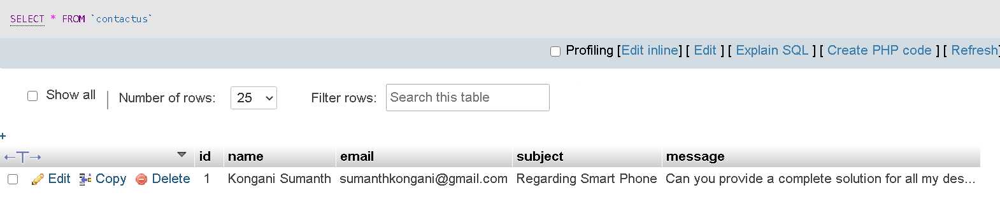 SELECT * FROM `contactus`
Profiling [Edit inline] [ Edit ] [ Explain SQL ] [ Create PHP code ] [ Refresh]
Show all | Number of rows: 25 Filter rows: Search this table
+
←T→ id name email subject message
Edit Copy Delete 1 Kongani Sumanth sumanthkongani@gmail.com Regarding Smart Phone Can you provide a complete solution for all my des...